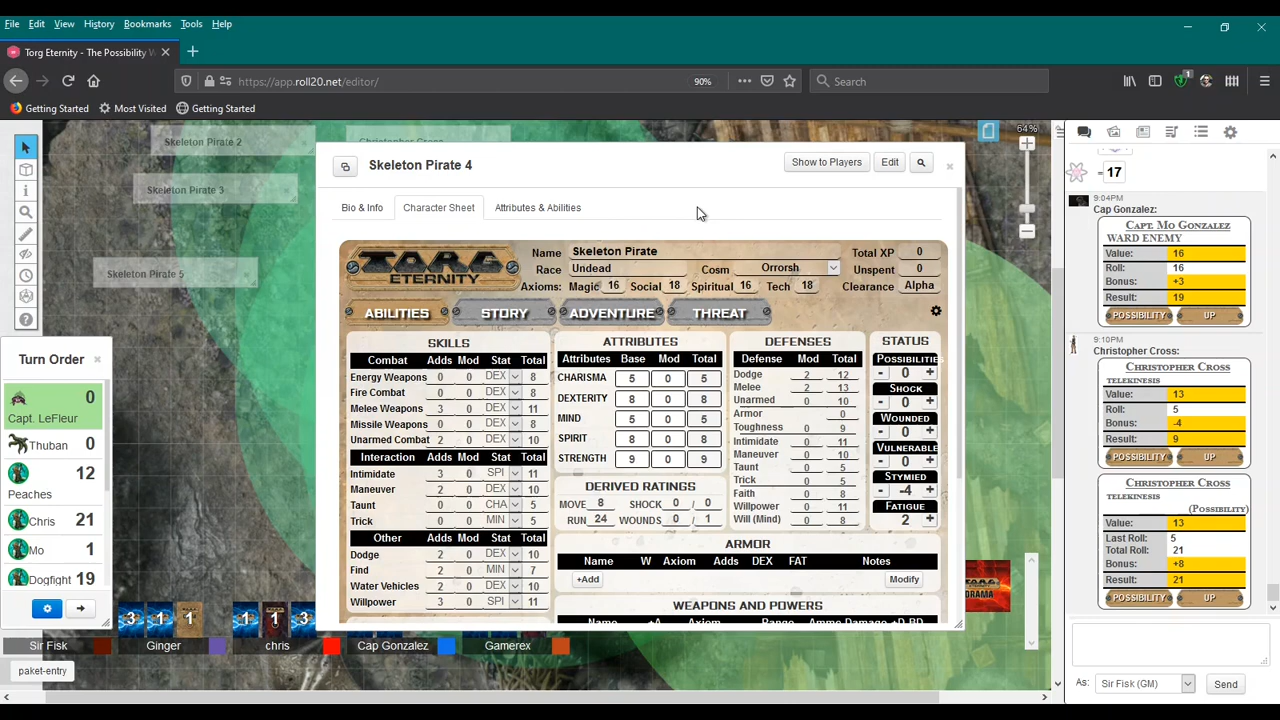 File Edit View History Bookmarks Tools Help
Torg Eternity - The Possibility W
https://app.roll20.net/editor/ 90% Search
Getting Started Most Visited Getting Started
Skeleton Pirate 2
Christopher Cross
Skeleton Pirate 3
Skeleton Pirate 5
64%
Skeleton Pirate 4 Show to Players Edit
Bio & Info Character Sheet Attributes & Abilities
TORG ETERNITY
Name Skeleton Pirate Total XP 0
Race Undead Cosm Orrorsh Unspent 0
Axioms: Magic 16 Social 18 Spiritual 16 Tech 18 Clearance Alpha
ABILITIES STORY ADVENTURE THREAT
SKILLS
Combat Adds Mod Stat Total
Energy Weapons 0 0 DEX 8
Fire Combat 0 0 DEX 8
Melee Weapons 3 0 DEX 11
Missile Weapons 0 0 DEX 8
Unarmed Combat 2 0 DEX 10
Interaction Adds Mod Stat Total
Intimidate 3 0 SPI 11
Maneuver 2 0 DEX 10
Taunt 0 0 CHA 5
Trick 0 0 MIN 5
Other Adds Mod Stat Total
Dodge 2 0 DEX 10
Find 2 0 MIN 7
Water Vehicles 2 0 DEX 10
Willpower 3 0 SPI 11
ATTRIBUTES
Attributes Base Mod Total
CHARISMA 5 0 5
DEXTERITY 8 0 8
MIND 5 0 5
SPIRIT 8 0 8
STRENGTH 9 0 9
DERIVED RATINGS
MOVE 8 SHOCK 0 / 0
RUN 24 WOUNDS 0 / 1
DEFENSES
Defense Mod Total
Dodge 2 12
Melee 2 13
Unarmed 0 10
Armor 0
Toughness 0 9
Intimidate 0 11
Maneuver 0 10
Taunt 0 5
Trick 0 5
Faith 0 8
Willpower 0 11
Will (Mind) 0 8
STATUS
POSSIBILITIES
- 0 +
SHOCK
- 0 +
WOUNDED
- 0 +
VULNERABLE
- 0 +
STYMIED
- -4 +
FATIGUE
2 +
ARMOR
Name W Axiom Adds DEX FAT Notes
+Add Modify
WEAPONS AND POWERS
Turn Order
Capt. LeFleur 0
Thuban 0
Peaches 12
Chris 21
Mo 1
Dogfight 19
3 1 1 1 1 3 DRAMA
Sir Fisk Ginger chris Cap Gonzalez Gamerex
paket-entry
= 17
9:04PM
Cap Gonzalez:
CAPT. MO GONZALEZ
WARD ENEMY
Value: 16
Roll: 16
Bonus: +3
Result: 19
POSSIBILITY UP
9:10PM
Christopher Cross:
CHRISTOPHER CROSS
TELEKINESIS
Value: 13
Roll: 5
Bonus: -4
Result: 9
POSSIBILITY UP
CHRISTOPHER CROSS
TELEKINESIS (POSSIBILITY)
Value: 13
Last Roll: 5
Total Roll: 21
Bonus: +8
Result: 21
POSSIBILITY UP
As: Sir Fisk (GM) Send